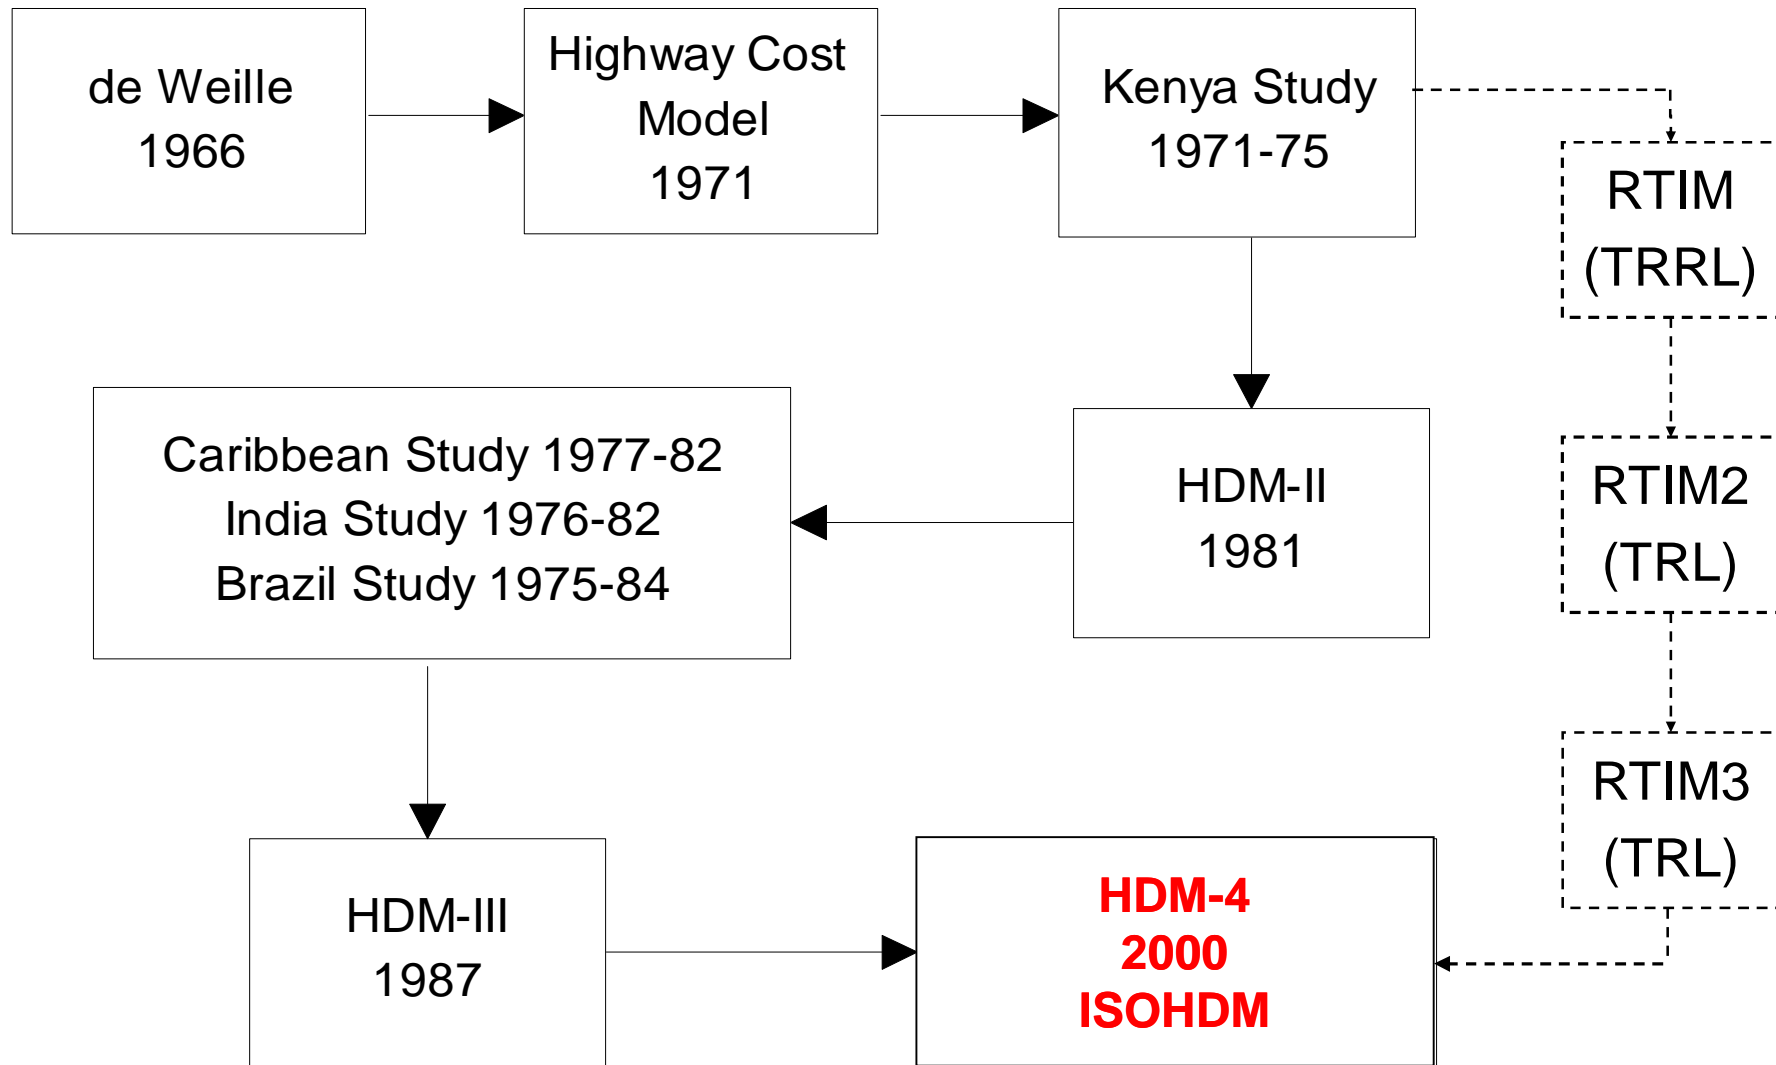 de Weille
1966
Highway Cost
Model
1971
Kenya Study
1971-75
RTIM
(TRRL)
Caribbean Study 1977-82
India Study 1976-82
Brazil Study 1975-84
HDM-II
1981
RTIM2
(TRL)
RTIM3
(TRL)
HDM-III
1987
HDM-4
2000
ISOHDM